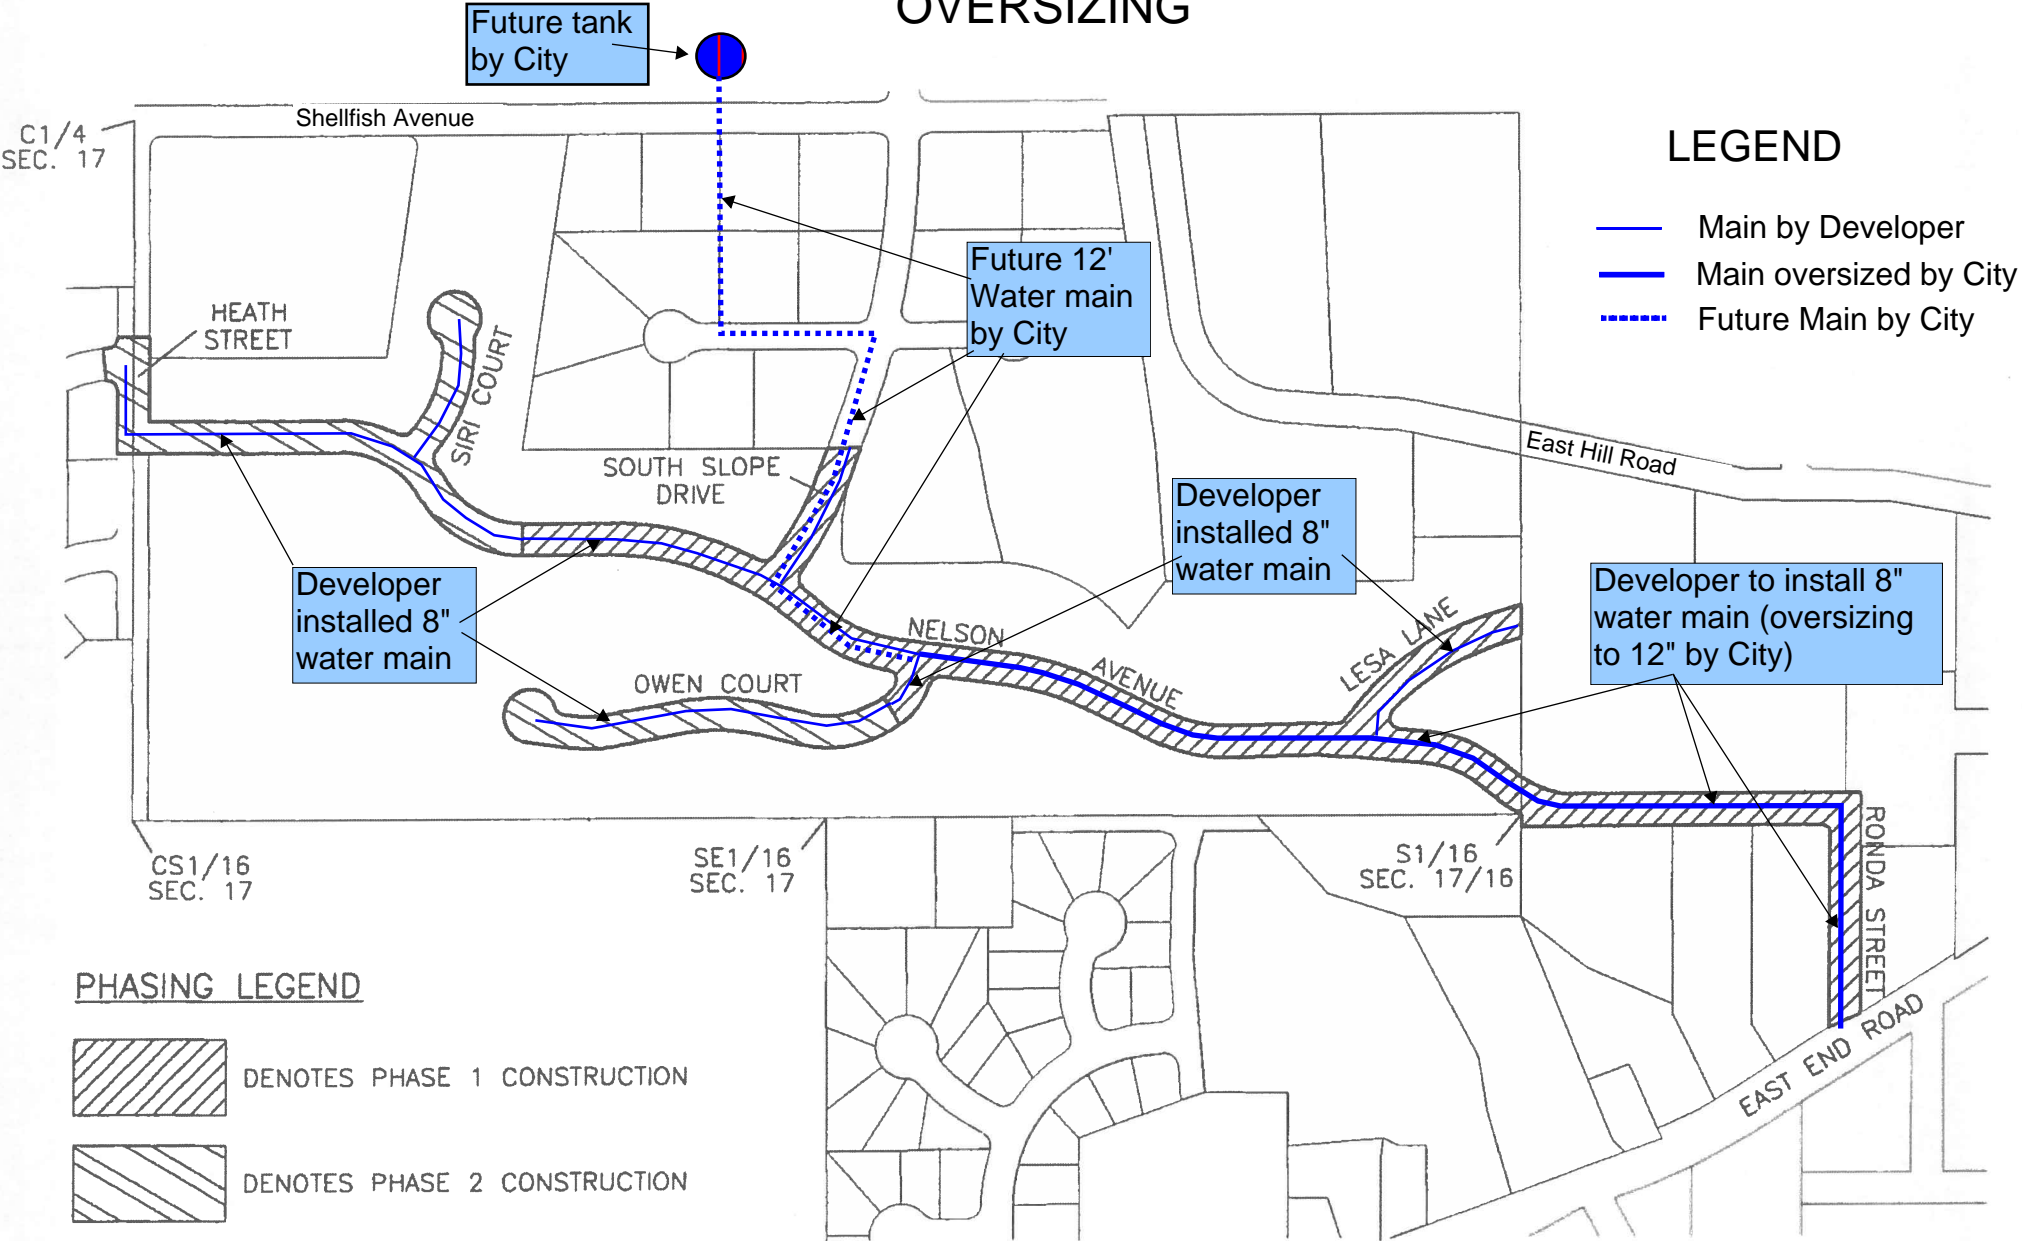 OVERSIZING
Future tank
by City
Shellfish Avenue
C1/4
SEC. 17
LEGEND
Main by Developer
Main oversized by City
Future Main by City
Future 12'
Water main
by City
HEATH
STREET
SIRI COURT
East Hill Road
SOUTH SLOPE
DRIVE
Developer
installed 8"
water main
Developer
installed 8"
water main
Developer to install 8"
water main (oversizing
to 12" by City)
NELSON
AVENUE
LESA LANE
OWEN COURT
RONDA STREET
CS1/16
SEC. 17
SE1/16
SEC. 17
S1/16
SEC. 17/16
EAST END ROAD
PHASING LEGEND
DENOTES PHASE 1 CONSTRUCTION
DENOTES PHASE 2 CONSTRUCTION